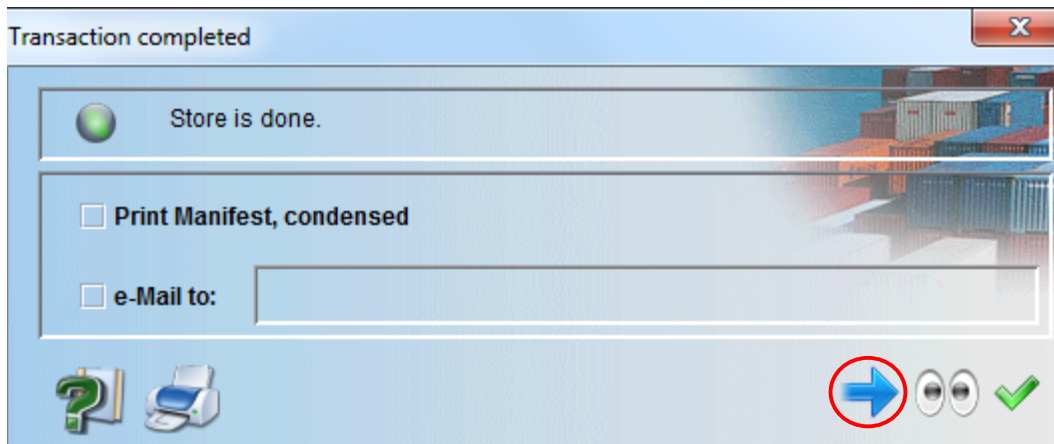 Transaction completed
Store is done.
Print Manifest, condensed
e-Mail to: